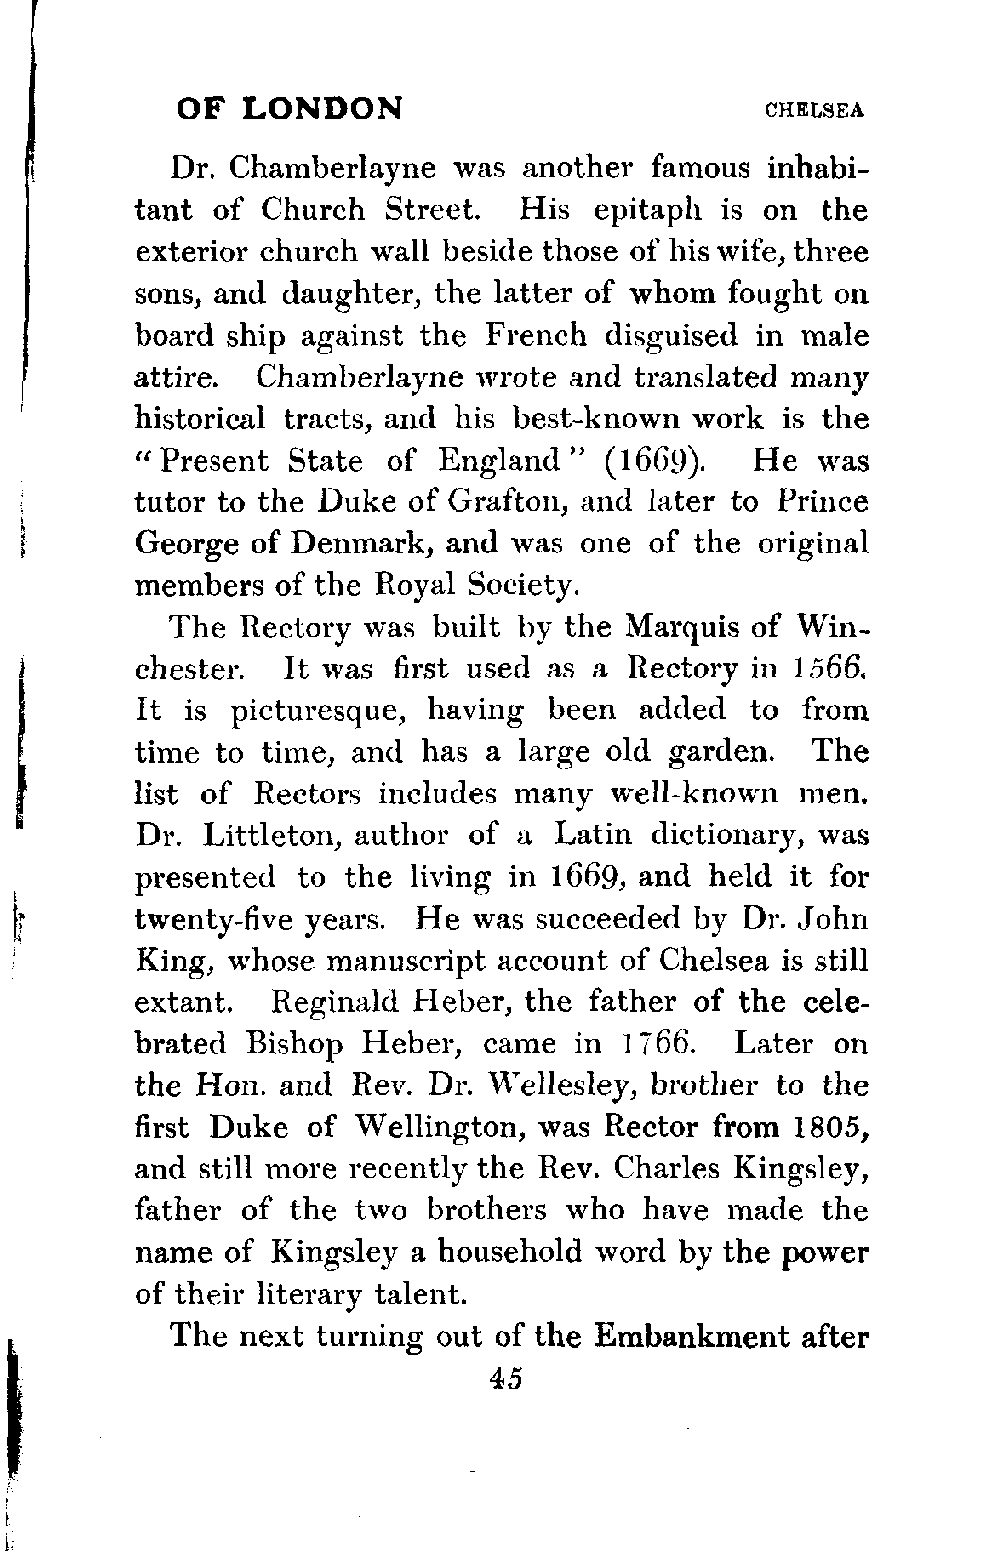 OF LONDON CHELSEA
Dr. Chamberlayne was another famous inhabi-
tant of Church Street. His epitaph is on the
exterior church wall beside those of his wife, three
sons, and daughter, the latter of whom fought on
board ship against the French disguised in male
attire. Chamberlayne wrote and translated many
historical tracts, and his best-known work is the
“Present State of England” (1669). He was
tutor to the Duke of Grafton, and later to Prince
George of Denmark, and was one of the original
members of the Royal Society.
The Rectory was built by the Marquis of Win-
chester. It was first used as a Rectory in 1566.
It is picturesque, having been added to from
time to time, and has a large old garden. The
list of Rectors includes many well-known men.
Dr. Littleton, author of a Latin dictionary, was
presented to the living in 1669, and held it for
twenty-five years. He was succeeded by Dr. John
King, whose manuscript account of Chelsea is still
extant. Reginald Heber, the father of the cele-
brated Bishop Heber, came in 1766. Later on
the Hon. and Rev. Dr. Wellesley, brother to the
first Duke of Wellington, was Rector from 1805,
and still more recently the Rev. Charles Kingsley,
father of the two brothers who have made the
name of Kingsley a household word by the power
of their literary talent.
The next turning out of the Embankment after
45